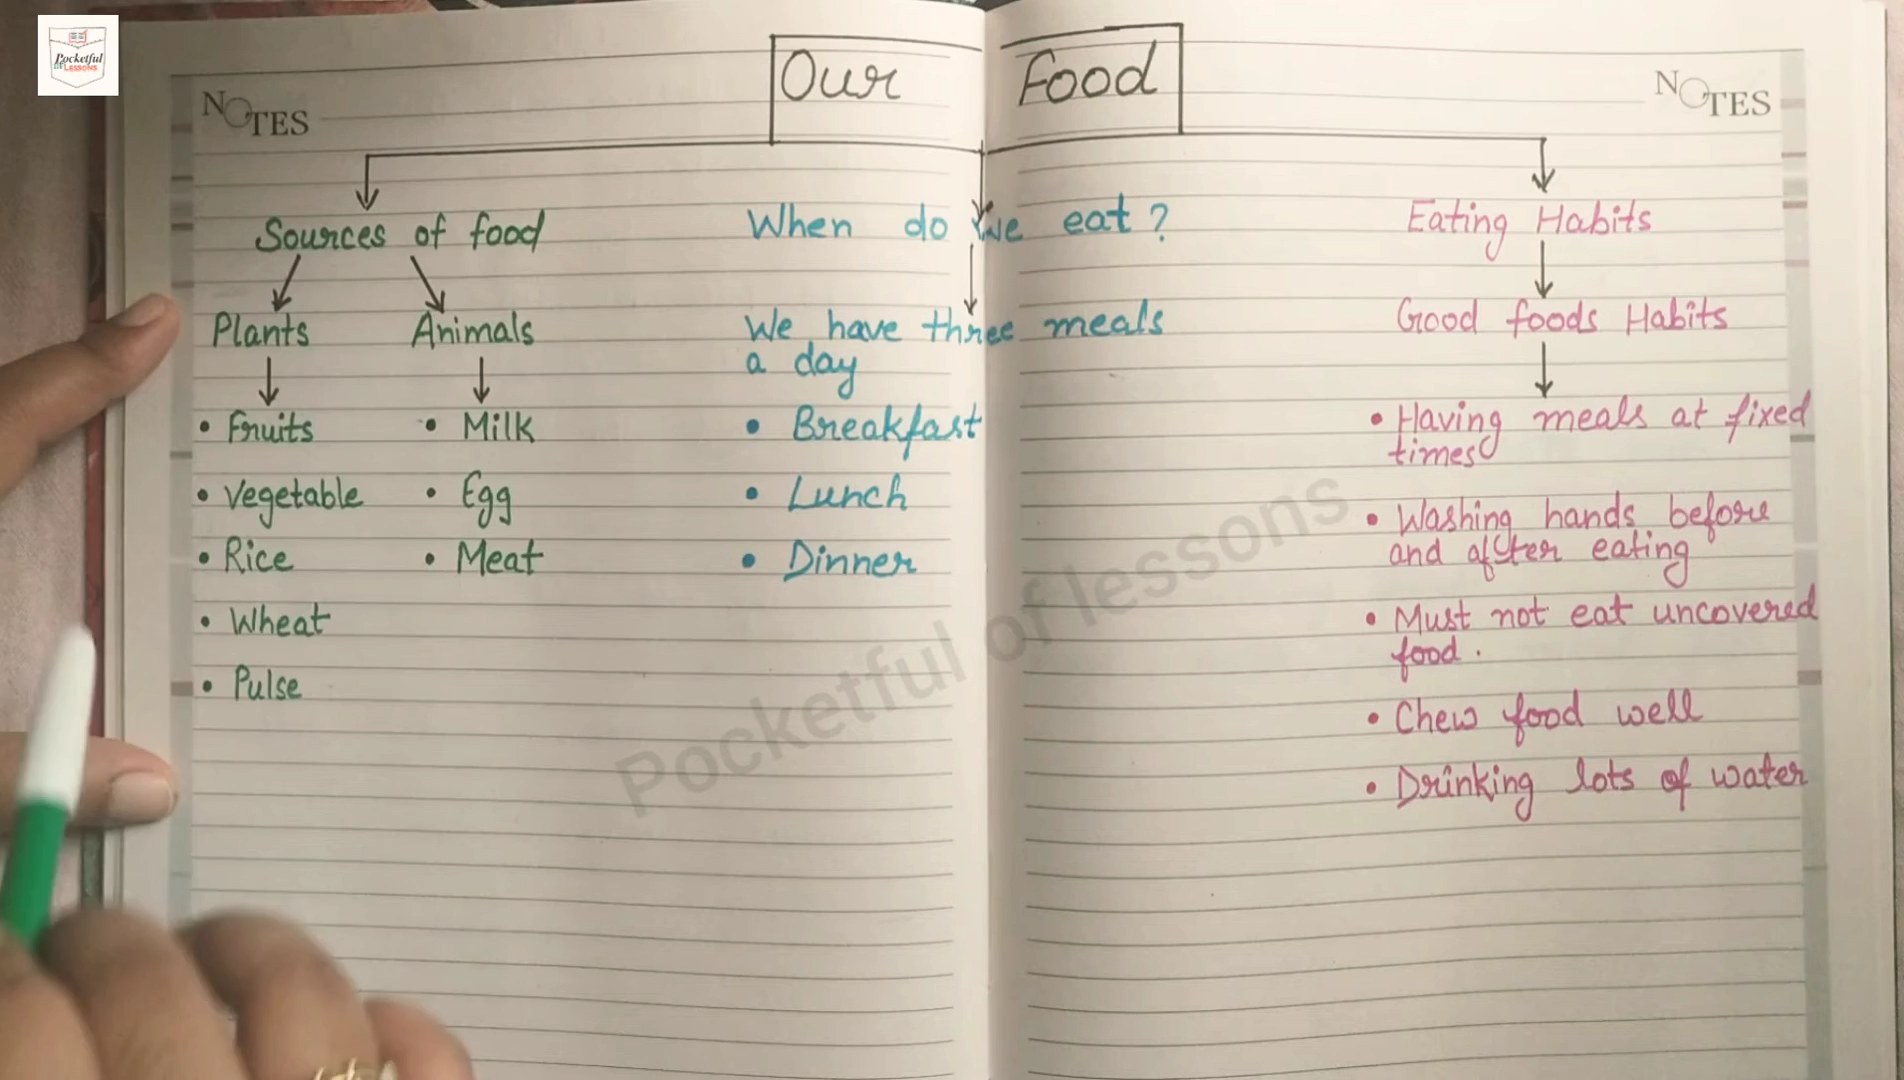 Pocketful
OF LESSONS
NOTES
NOTES
Our Food
Sources of food
Plants
• Fruits
• Vegetable
• Rice
• Wheat
• Pulse
Animals
• Milk
• Egg
• Meat
When do we eat?
We have three meals
a day
• Breakfast
• Lunch
• Dinner
Eating Habits
Good foods Habits
• Having meals at fixed
times
• Washing hands before
and after eating
• Must not eat uncovered
food.
• Chew food well
• Drinking lots of water
Pocketful of lessons